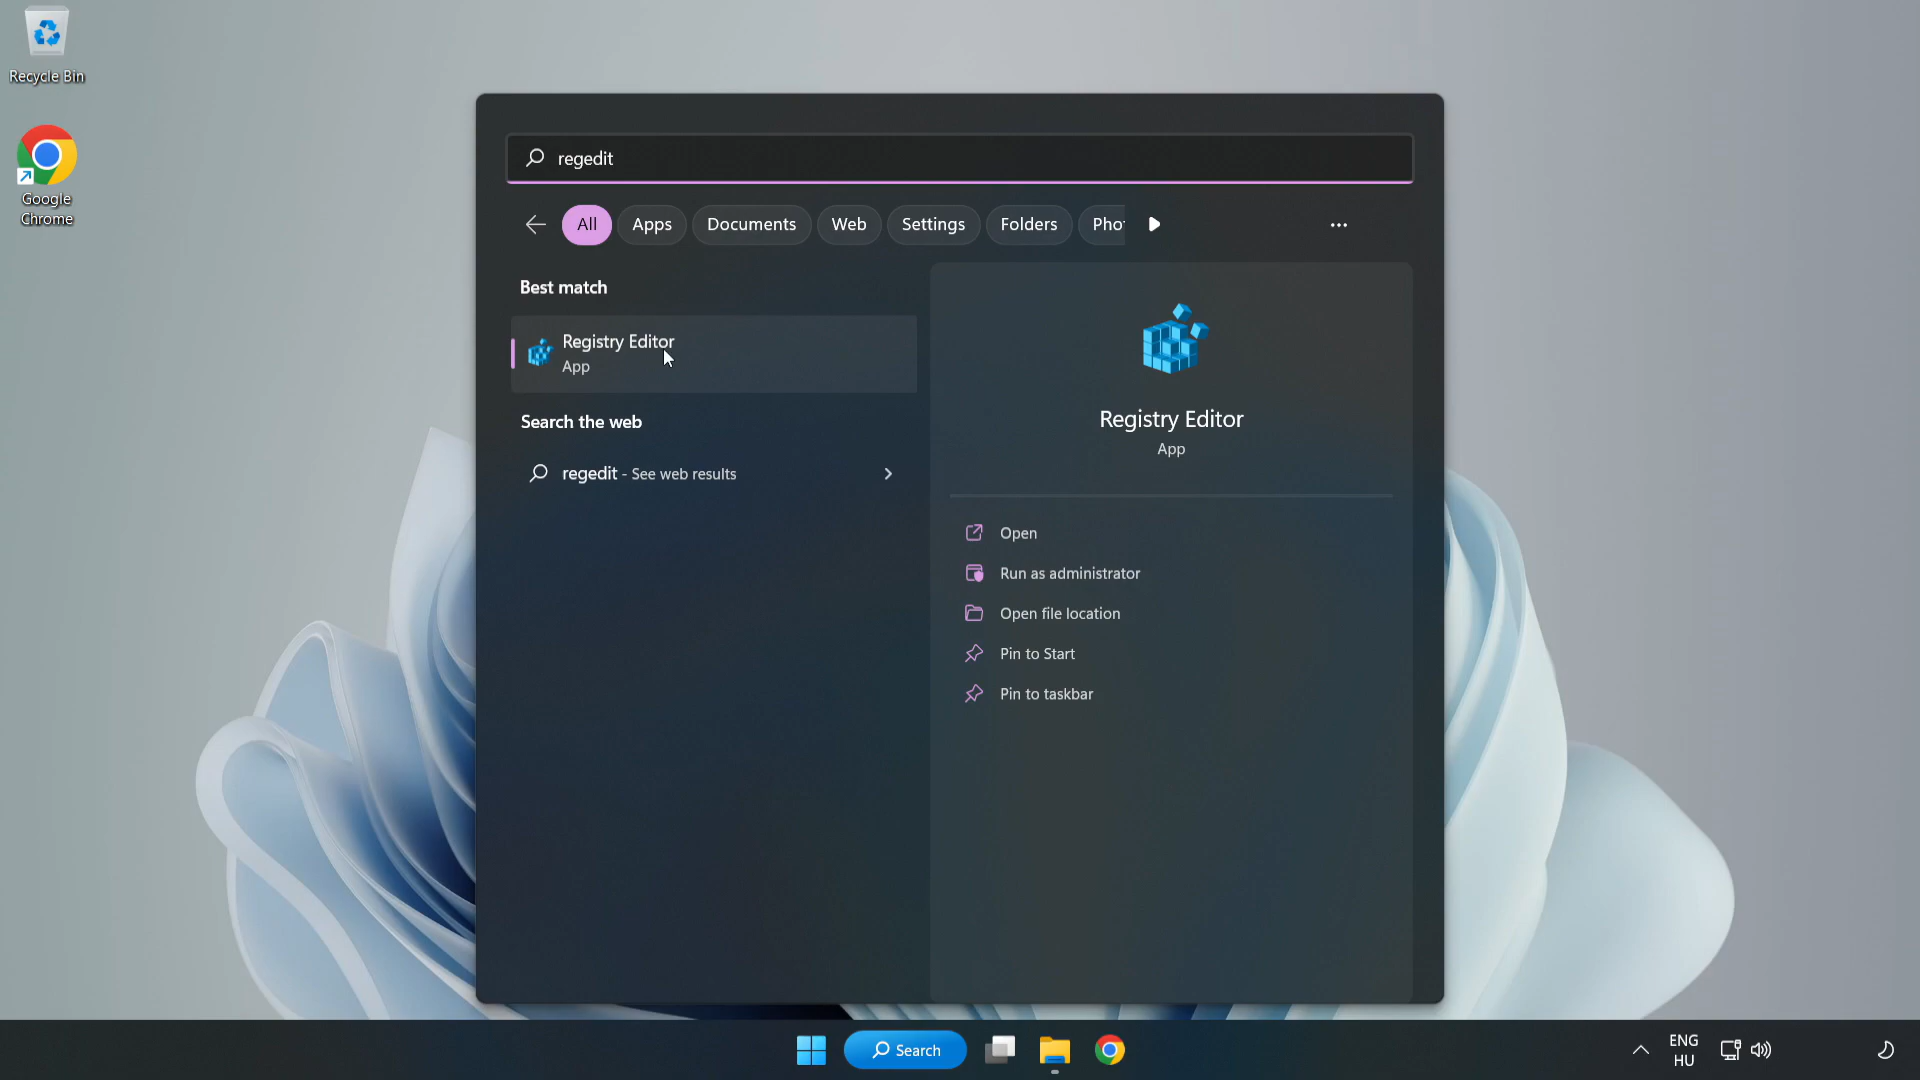 Recycle Bin
Google
Chrome
regedit
All Apps Documents Web Settings Folders
Best match
Registry Editor
App
Search the web
regedit - See web results
Registry Editor
App
Open
Run as administrator
Open file location
Pin to Start
Pin to taskbar
Search
ENG
HU